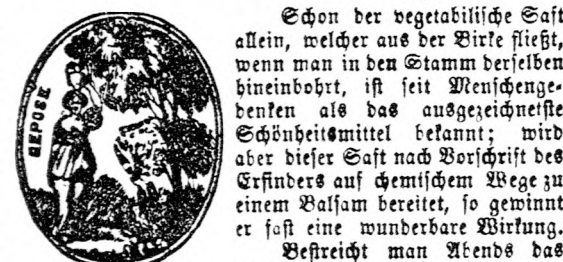 DEPOSE
Schon der vegetabilische Saft
allein, welcher aus der Birke fließt,
wenn man in den Stamm derselben
hineinbohrt, ist seit Menschenge-
denken als das ausgezeichnetste
Schönheitsmittel bekannt; wird
aber dieser Saft nach Vorschrift des
Erfinders auf chemischem Wege zu
einem Balsam bereitet, so gewinnt
er fast eine wunderbare Wirkung.
Bestreicht man Abends das